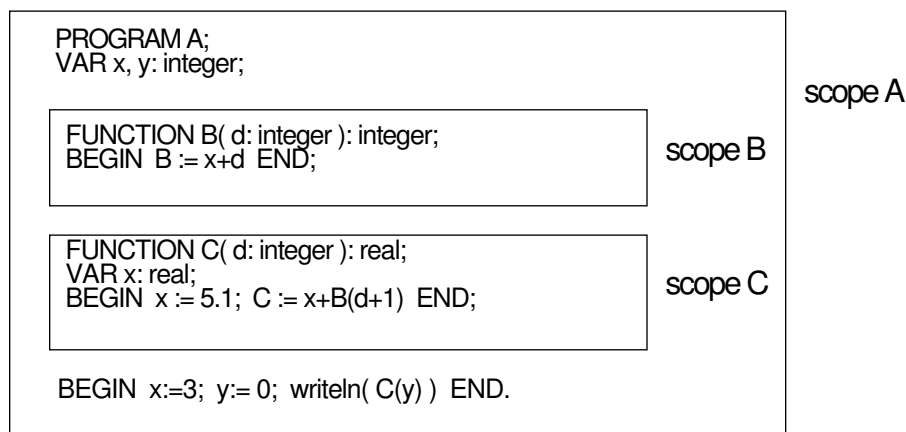 PROGRAM A;
VAR x, y: integer;
scope A
FUNCTION B( d: integer ): integer;
BEGIN B := x+d END;
scope B
FUNCTION C( d: integer ): real;
VAR x: real;
BEGIN x := 5.1; C := x+B(d+1) END;
scope C
BEGIN x:=3; y:= 0; writeln( C(y) ) END.